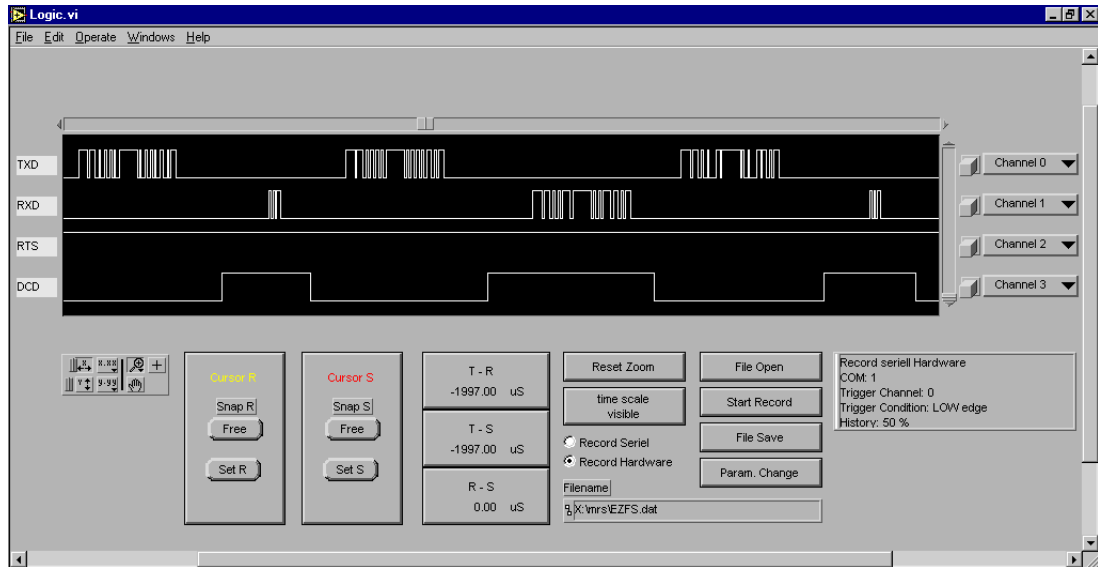 Logic.vi
File Edit Operate Windows Help
TXD
Channel 0
RXD
Channel 1
RTS
Channel 2
DCD
Channel 3
Cursor R
Snap R
Free
Set R
Cursor S
Snap S
Free
Set S
T - R
-1997.00 uS
T - S
-1997.00 uS
R - S
0.00 uS
Reset Zoom
time scale
visible
Record Seriel
Record Hardware
Filename
X:\mrs\EZFS.dat
File Open
Start Record
File Save
Param. Change
Record seriell Hardware
COM: 1
Trigger Channel: 0
Trigger Condition: LOW edge
History: 50 %